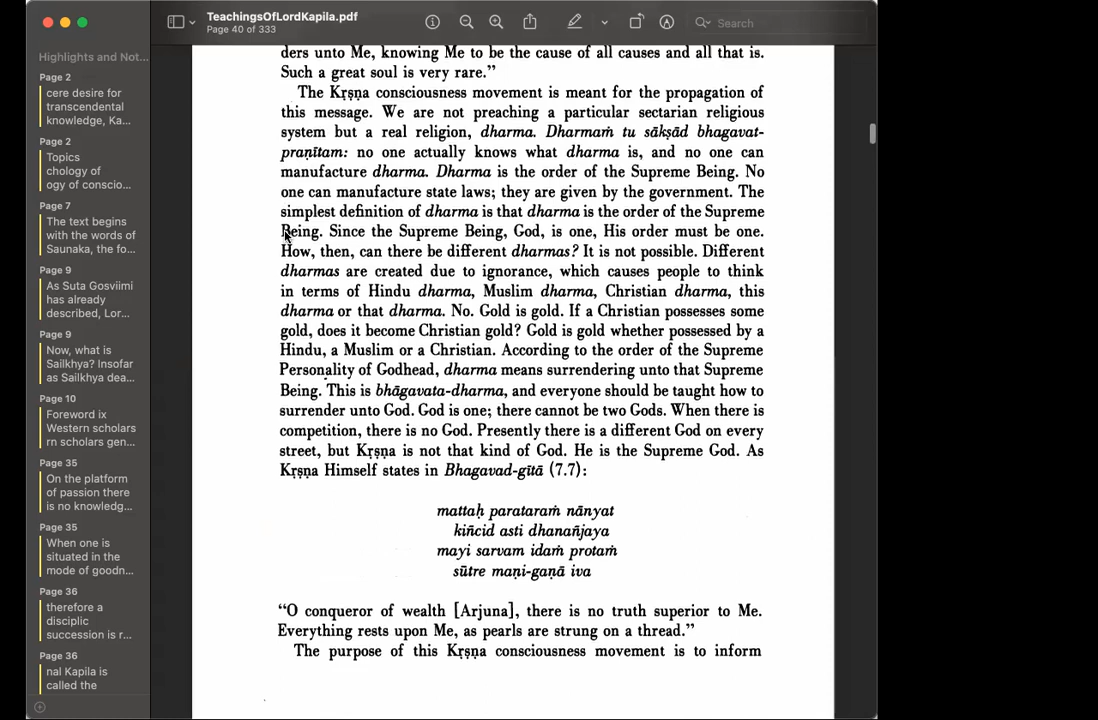 TeachingsOfLordKapila.pdf
Page 40 of 333
Search
Highlights and Not...
Page 2
cere desire for
transcendental
knowledge, Ka...
Page 2
Topics
chology of
ogy of conscio...
Page 7
The text begins
with the words of
Saunaka, the fo...
Page 9
As Suta Gosviimi
has already
described, Lor...
Page 9
Now, what is
Sailkhya? Insofar
as Sailkhya dea...
Page 10
Foreword ix
Western scholars
rn scholars gen...
Page 35
On the platform
of passion there
is no knowledg...
Page 35
When one is
situated in the
mode of goodn...
Page 36
therefore a
disciplic
succession is r...
Page 36
nal Kapila is
called the
ders unto Me, knowing Me to be the cause of all causes and all that is.
Such a great soul is very rare.”
The Kṛṣṇa consciousness movement is meant for the propagation of
this message. We are not preaching a particular sectarian religious
system but a real religion, dharma. Dharmaṁ tu sākṣād bhagavat-
praṇītam: no one actually knows what dharma is, and no one can
manufacture dharma. Dharma is the order of the Supreme Being. No
one can manufacture state laws; they are given by the government. The
simplest definition of dharma is that dharma is the order of the Supreme
Being. Since the Supreme Being, God, is one, His order must be one.
How, then, can there be different dharmas? It is not possible. Different
dharmas are created due to ignorance, which causes people to think
in terms of Hindu dharma, Muslim dharma, Christian dharma, this
dharma or that dharma. No. Gold is gold. If a Christian possesses some
gold, does it become Christian gold? Gold is gold whether possessed by a
Hindu, a Muslim or a Christian. According to the order of the Supreme
Personality of Godhead, dharma means surrendering unto that Supreme
Being. This is bhāgavata-dharma, and everyone should be taught how to
surrender unto God. God is one; there cannot be two Gods. When there is
competition, there is no God. Presently there is a different God on every
street, but Kṛṣṇa is not that kind of God. He is the Supreme God. As
Kṛṣṇa Himself states in Bhagavad-gītā (7.7):
mattaḥ parataraṁ nānyat
kiñcid asti dhanañjaya
mayi sarvam idaṁ protaṁ
sūtre maṇi-gaṇā iva
“O conqueror of wealth [Arjuna], there is no truth superior to Me.
Everything rests upon Me, as pearls are strung on a thread.”
The purpose of this Kṛṣṇa consciousness movement is to inform